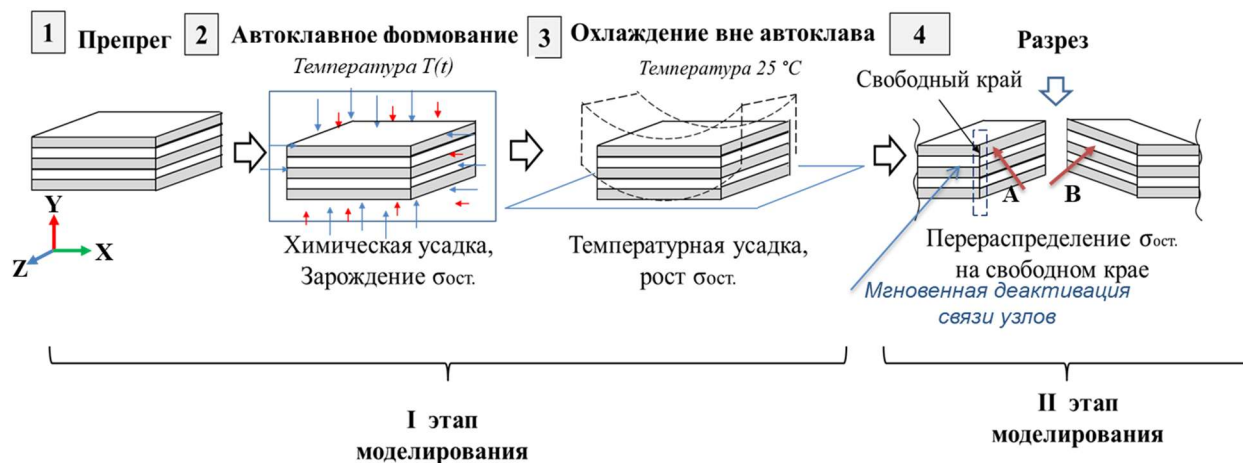 1 Препрег
2 Автоклавное формование
3 Охлаждение вне автоклава
4 Разрез
Температура T(t)
Температура 25 °C
Свободный край
A
B
Y
X
Z
Химическая усадка,
Зарождение σост.
Температурная усадка,
рост σост.
Перераспределение σост.
на свободном крае
Мгновенная деактивация
связи узлов
I этап
моделирования
II этап
моделирования